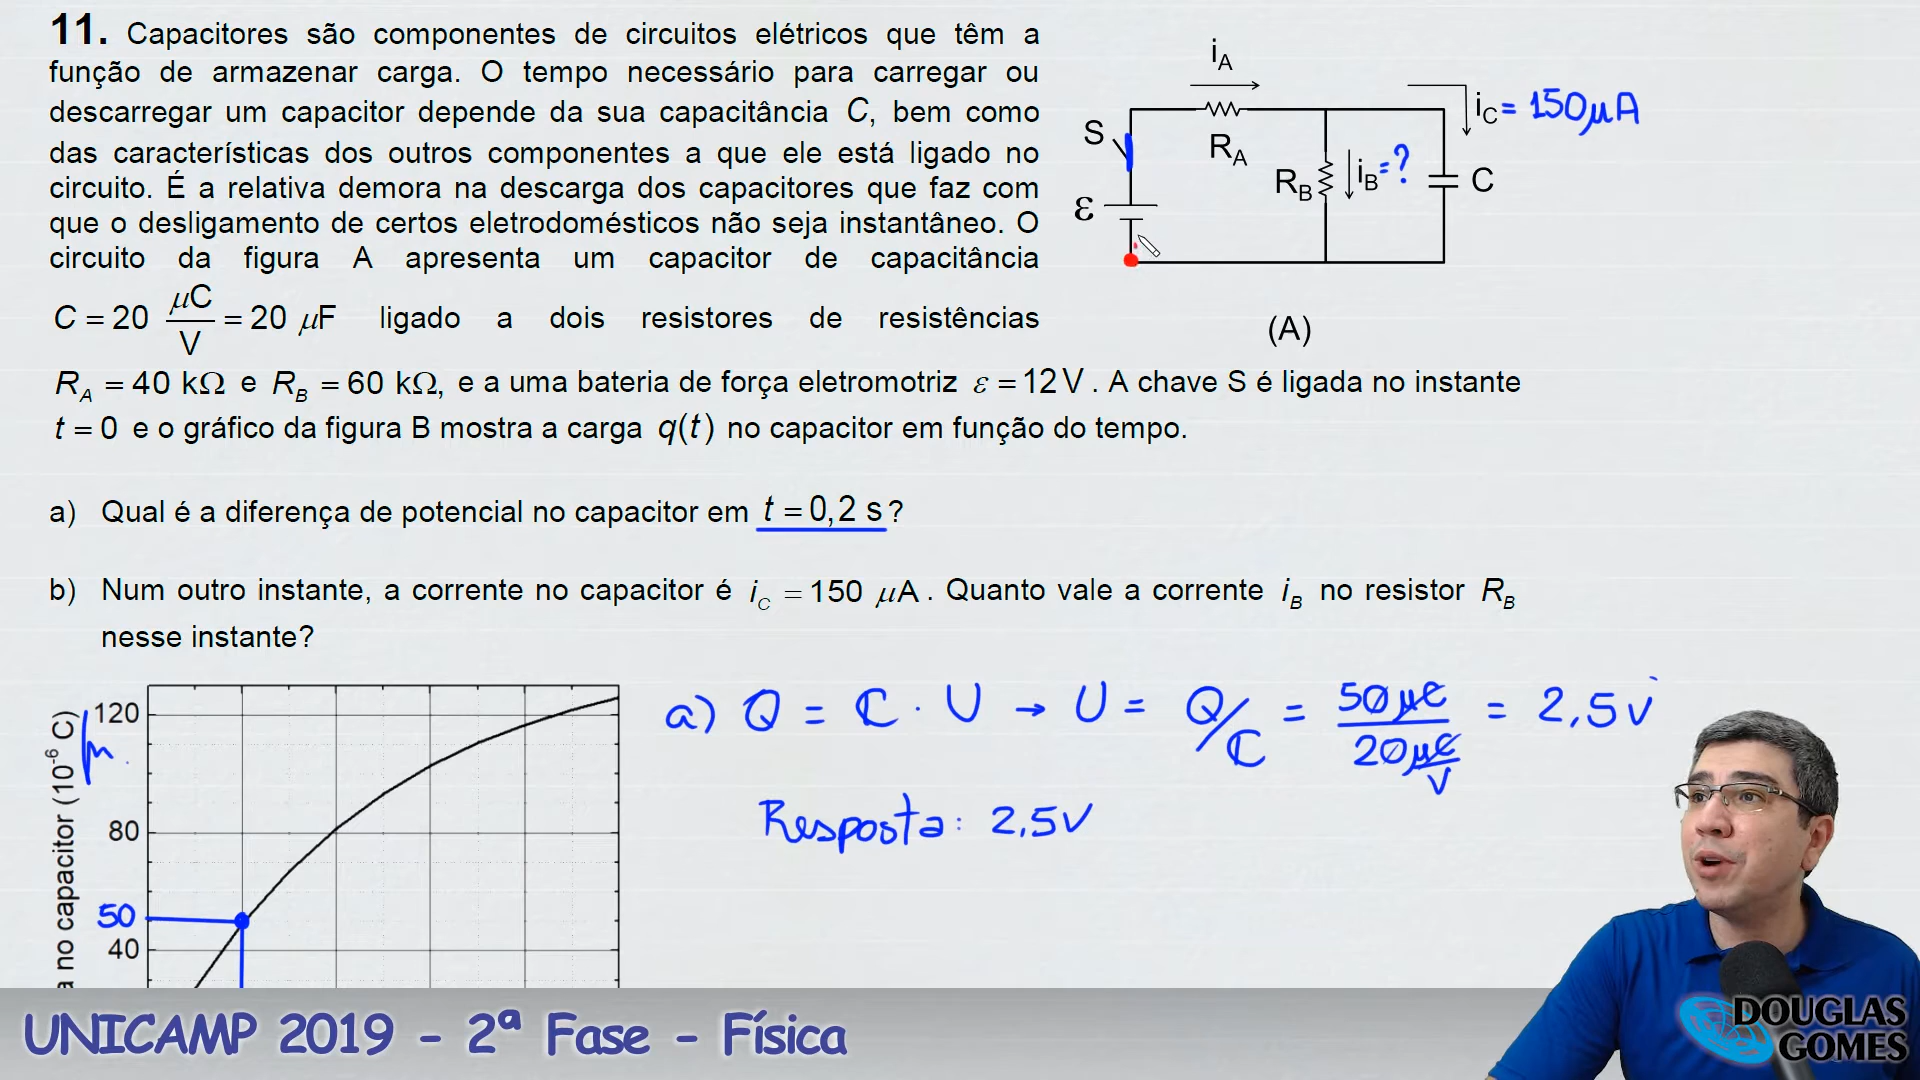 11. Capacitores são componentes de circuitos elétricos que têm a
função de armazenar carga. O tempo necessário para carregar ou
descarregar um capacitor depende da sua capacitância C, bem como
das características dos outros componentes a que ele está ligado no
circuito. É a relativa demora na descarga dos capacitores que faz com
que o desligamento de certos eletrodomésticos não seja instantâneo. O
circuito da figura A apresenta um capacitor de capacitância
C = 20 μC/V = 20 μF ligado a dois resistores de resistências
R_A = 40 kΩ e R_B = 60 kΩ, e a uma bateria de força eletromotriz ε = 12 V. A chave S é ligada no instante
t = 0 e o gráfico da figura B mostra a carga q(t) no capacitor em função do tempo.
i_A
i_C = 150μA
S
R_A
R_B
i_B = ?
C
ε
(A)
a) Qual é a diferença de potencial no capacitor em t = 0,2 s?
b) Num outro instante, a corrente no capacitor é i_C = 150 μA. Quanto vale a corrente i_B no resistor R_B
nesse instante?
a no capacitor (10⁻⁶ C)
μ
120
80
50
40
a) Q = C · U → U = Q/C = 50μC / 20μC/V = 2,5V
Resposta: 2,5V
UNICAMP 2019 - 2ª Fase - Física
DOUGLAS
GOMES